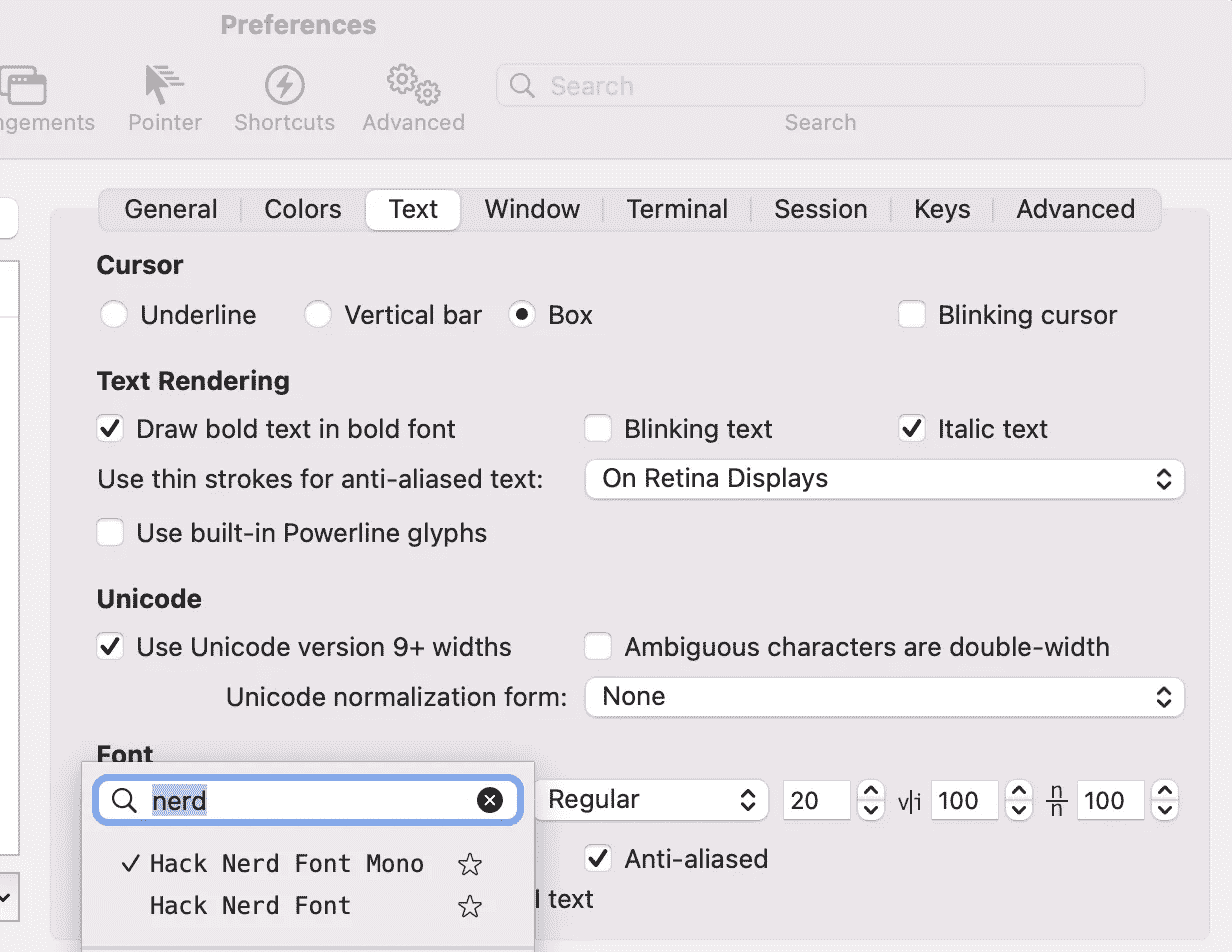 Preferences
ngements Pointer Shortcuts Advanced Search
Search
General Colors Text Window Terminal Session Keys Advanced
Cursor
Underline Vertical bar Box Blinking cursor
Text Rendering
Draw bold text in bold font Blinking text Italic text
Use thin strokes for anti-aliased text: On Retina Displays
Use built-in Powerline glyphs
Unicode
Use Unicode version 9+ widths Ambiguous characters are double-width
Unicode normalization form: None
Font
nerd Regular 20 v|i 100 n/n 100
Hack Nerd Font Mono Anti-aliased
Hack Nerd Font text